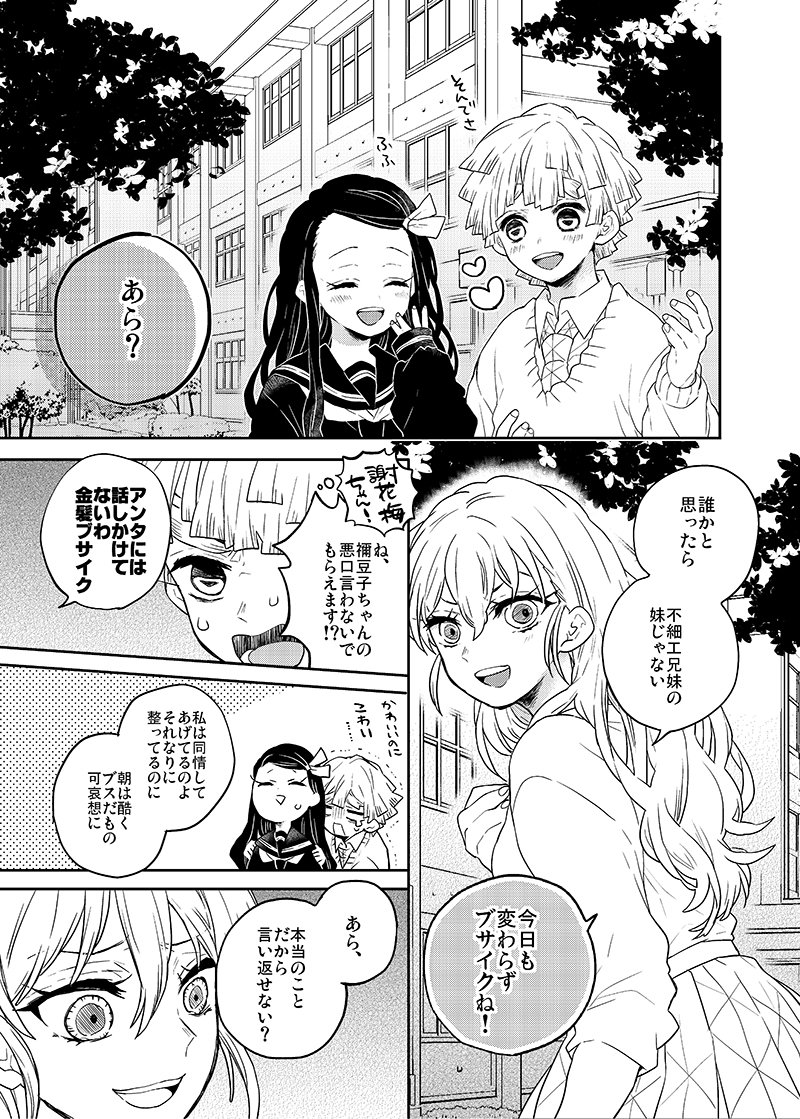 そんでさ
ふふ
あら？
誰かと
思ったら
不細工兄妹の
妹じゃない
今日も
変わらず
ブサイクね！
謝花梅
ちゃん！
ね、
禰豆子ちゃんの
悪口言わないで
もらえます！？
アンタには
話しかけて
ないわ
金髪ブサイク
かわいいのに
こわい
私は同情して
あげてるのよ
それなりに
整ってるのに
朝は酷く
ブスだもの
可哀想に
あら、
本当のこと
だから
言い返せない？